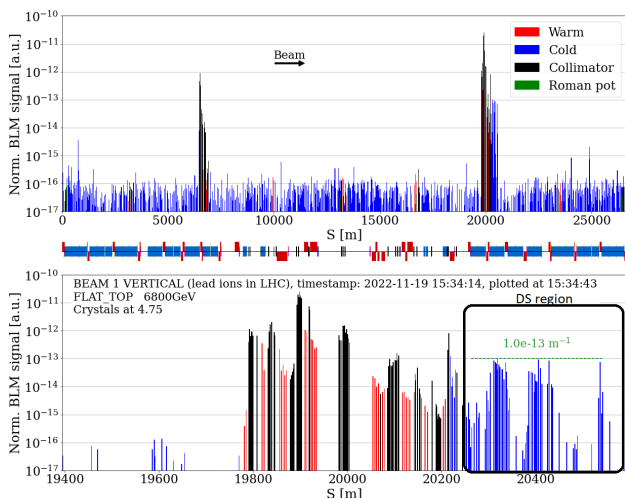 10⁻¹⁰
10⁻¹¹
10⁻¹²
10⁻¹³
10⁻¹⁴
10⁻¹⁵
10⁻¹⁶
10⁻¹⁷
Norm. BLM signal [a.u.]
Beam
Warm
Cold
Collimator
Roman pot
0 5000 10000 15000 20000 25000
S [m]
10⁻¹⁰
10⁻¹¹
10⁻¹²
10⁻¹³
10⁻¹⁴
10⁻¹⁵
10⁻¹⁶
10⁻¹⁷
Norm. BLM signal [a.u.]
BEAM 1 VERTICAL (lead ions in LHC), timestamp: 2022-11-19 15:34:14, plotted at 15:34:43
FLAT_TOP 6800GeV
Crystals at 4.75
DS region
1.0e-13 m⁻¹
19400 19600 19800 20000 20200 20400
S [m]